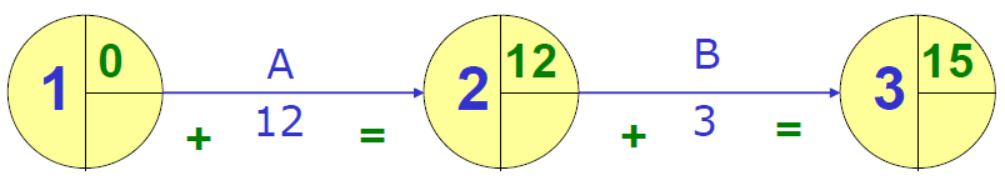 1 0 A 2 12 B 3 15
+ 12 = + 3 =